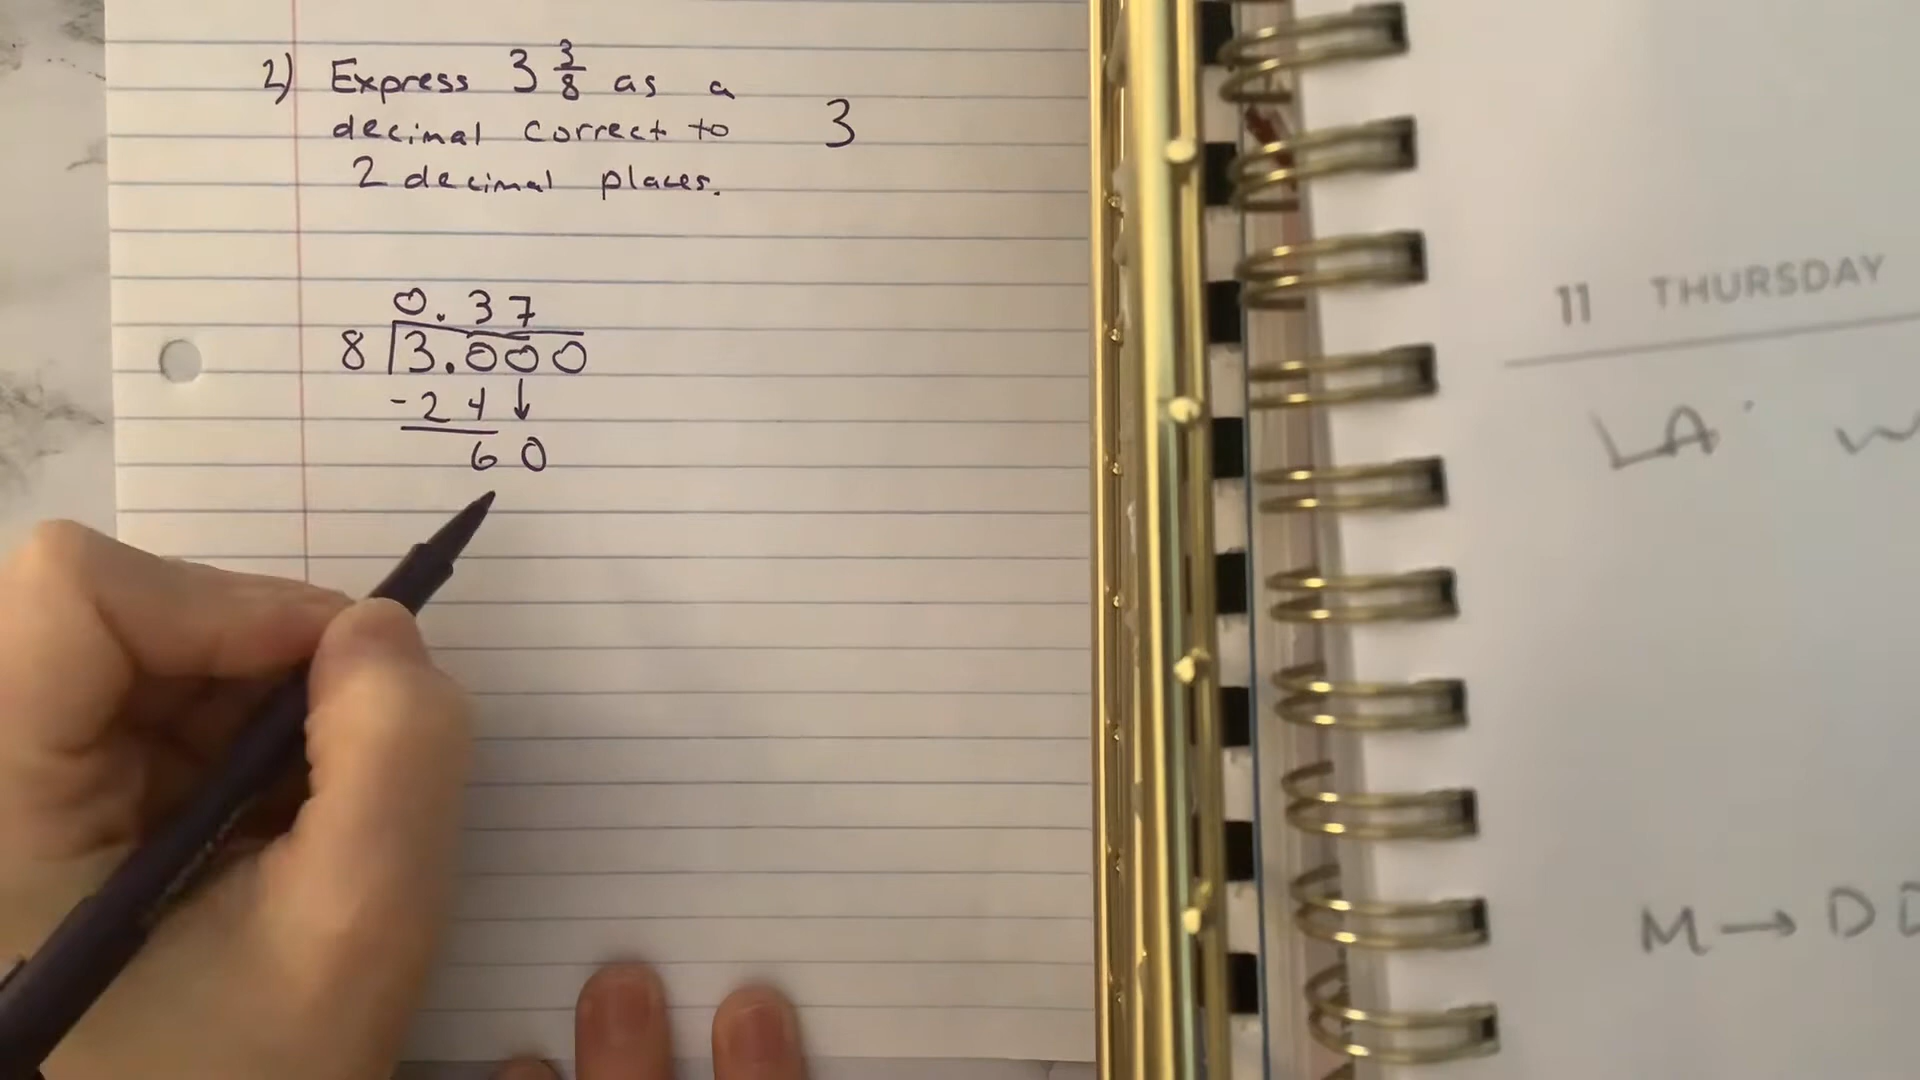 2) Express 3 3/8 as a
decimal correct to
2 decimal places.
3
0.37
8 3.000
-24↓
60
11 THURSDAY
LA
M → D